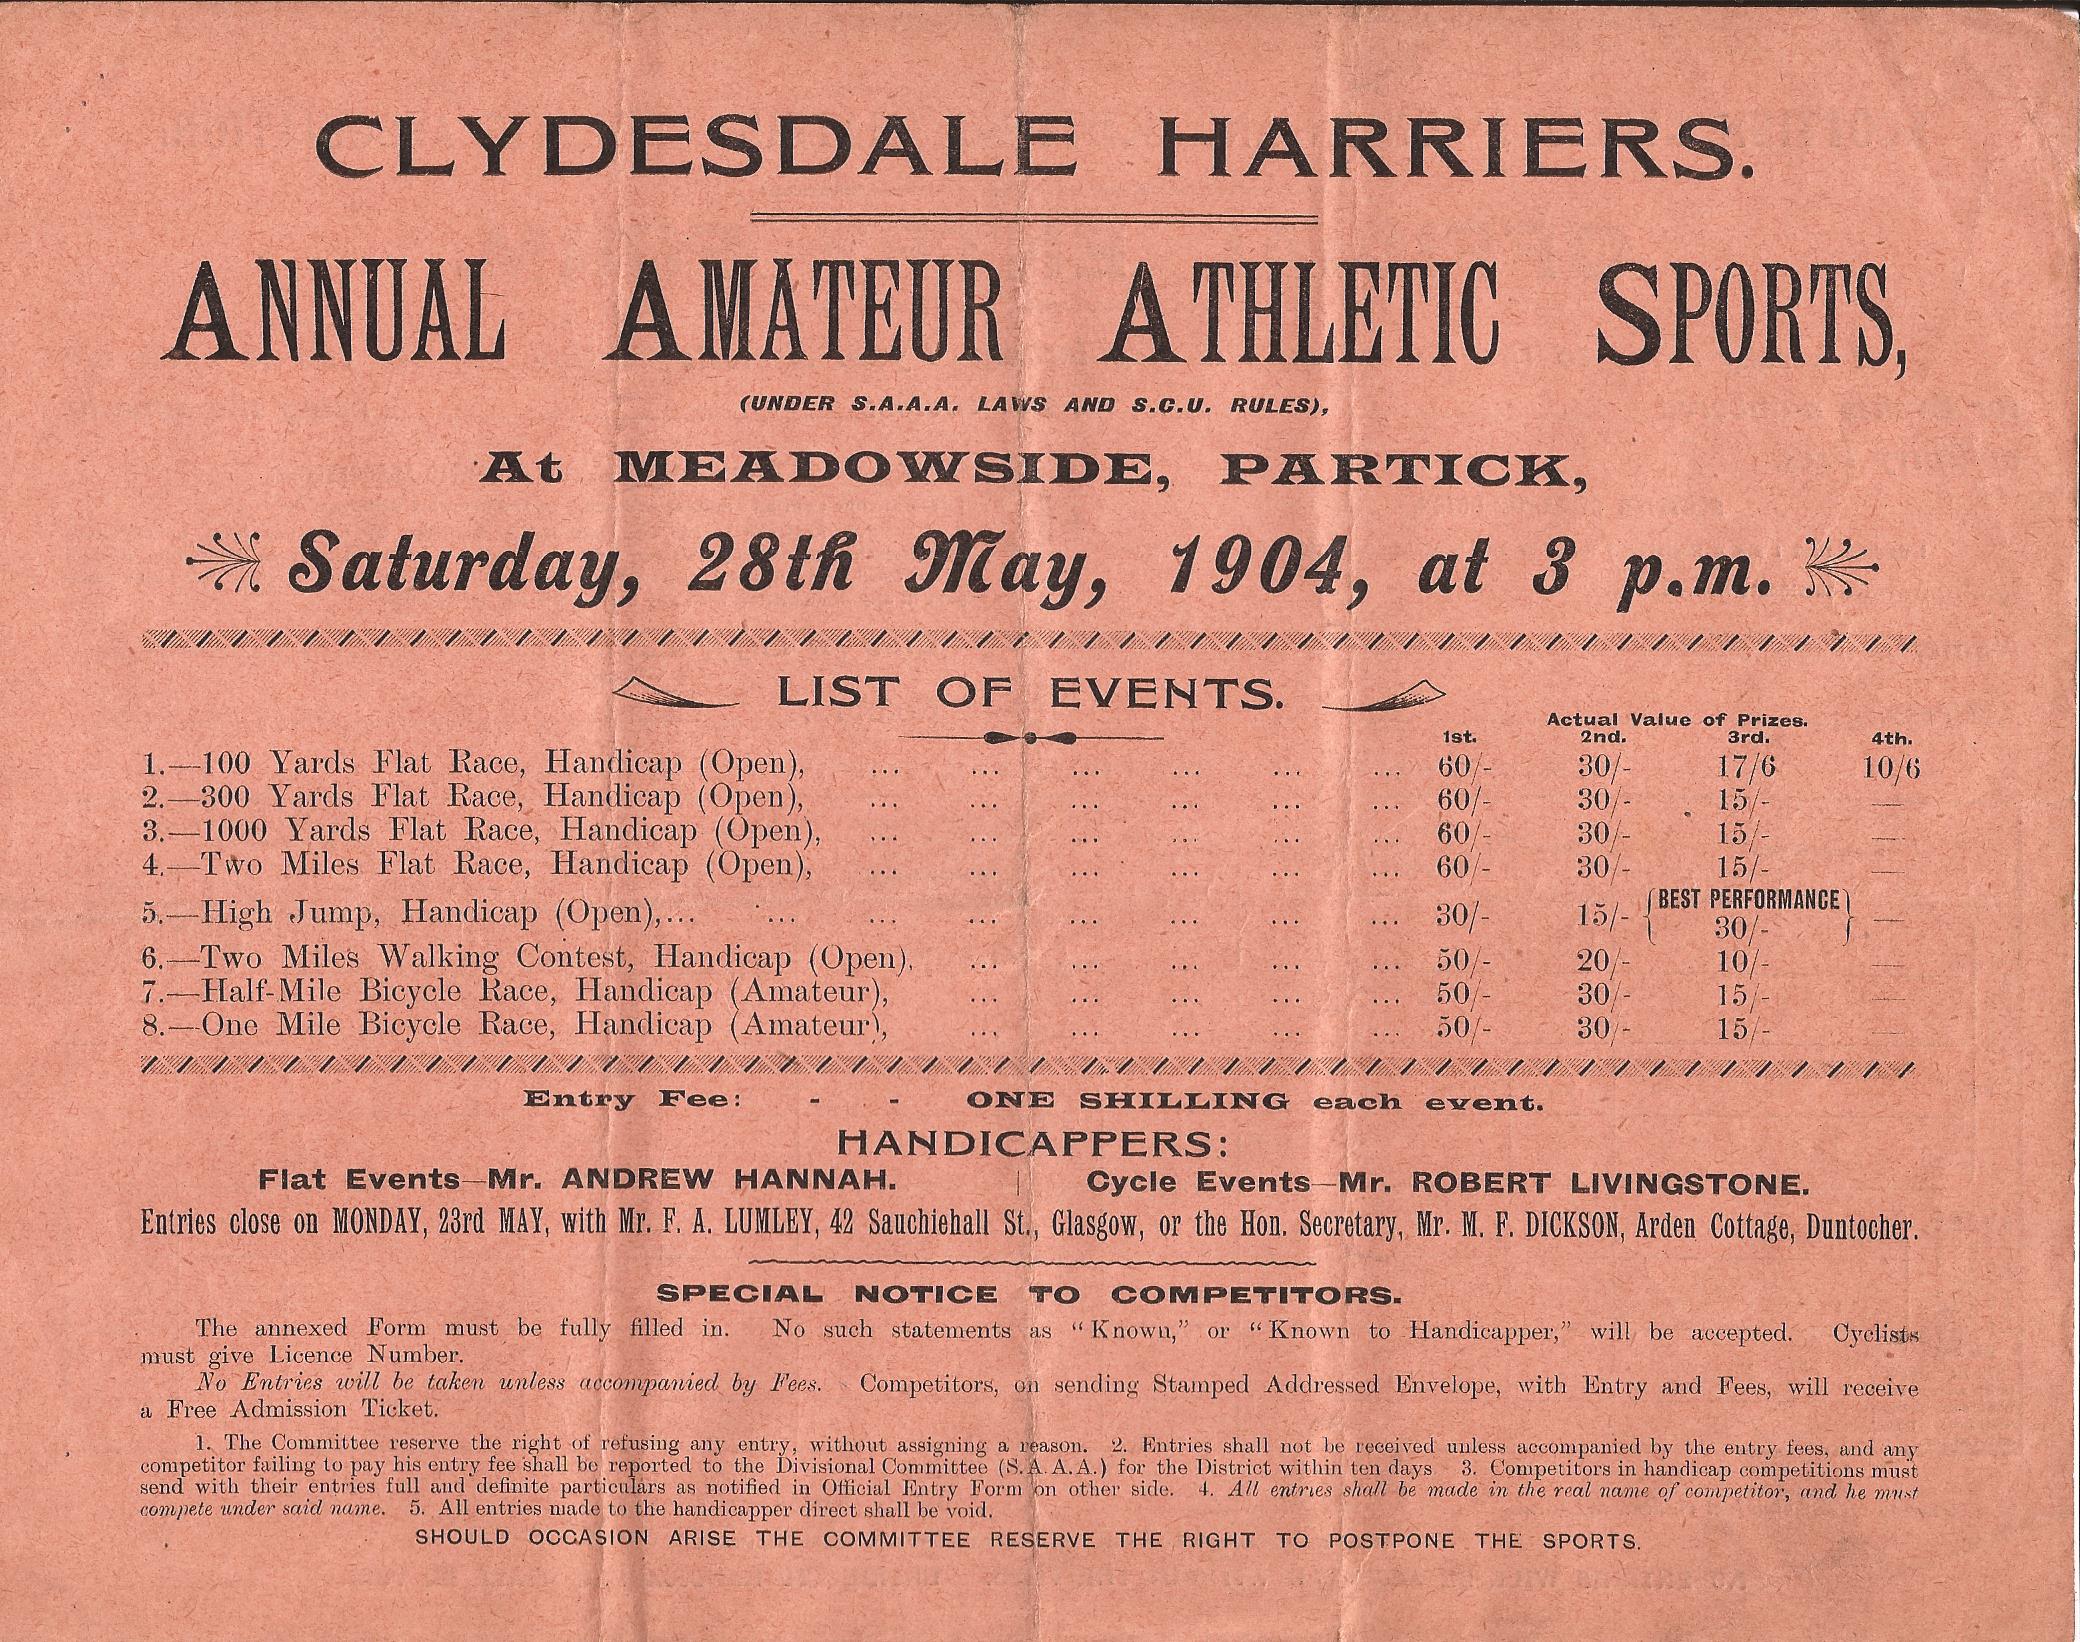 CLYDESDALE HARRIERS.
ANNUAL AMATEUR ATHLETIC SPORTS,
(UNDER S.A.A.A. LAWS AND S.C.U. RULES),
At MEADOWSIDE, PARTICK,
Saturday, 28th May, 1904, at 3 p.m.
LIST OF EVENTS.
Actual Value of Prizes.
1st. 2nd. 3rd. 4th.
1.—100 Yards Flat Race, Handicap (Open), ... ... ... ... ... ... 60/- 30/- 17/6 10/6
2.—300 Yards Flat Race, Handicap (Open), ... ... ... ... ... ... 60/- 30/- 15/- —
3.—1000 Yards Flat Race, Handicap (Open), ... ... ... ... ... ... 60/- 30/- 15/- —
4.—Two Miles Flat Race, Handicap (Open), ... ... ... ... ... ... 60/- 30/- 15/- —
5.—High Jump, Handicap (Open),... ... ... ... ... ... ... ... 30/- 15/- {BEST PERFORMANCE 30/-} —
6.—Two Miles Walking Contest, Handicap (Open), ... ... ... ... ... 50/- 20/- 10/- —
7.—Half-Mile Bicycle Race, Handicap (Amateur), ... ... ... ... ... 50/- 30/- 15/- —
8.—One Mile Bicycle Race, Handicap (Amateur), ... ... ... ... ... 50/- 30/- 15/- —
Entry Fee: - - ONE SHILLING each event.
HANDICAPPERS:
Flat Events—Mr. ANDREW HANNAH. | Cycle Events—Mr. ROBERT LIVINGSTONE.
Entries close on MONDAY, 23rd MAY, with Mr. F. A. LUMLEY, 42 Sauchiehall St., Glasgow, or the Hon. Secretary, Mr. M. F. DICKSON, Arden Cottage, Duntocher.
SPECIAL NOTICE TO COMPETITORS.
The annexed Form must be fully filled in. No such statements as "Known," or "Known to Handicapper," will be accepted. Cyclists
must give Licence Number.
No Entries will be taken unless accompanied by Fees. Competitors, on sending Stamped Addressed Envelope, with Entry and Fees, will receive
a Free Admission Ticket.
1. The Committee reserve the right of refusing any entry, without assigning a reason. 2. Entries shall not be received unless accompanied by the entry fees, and any
competitor failing to pay his entry fee shall be reported to the Divisional Committee (S.A.A.A.) for the District within ten days 3. Competitors in handicap competitions must
send with their entries full and definite particulars as notified in Official Entry Form on other side. 4. All entries shall be made in the real name of competitor, and he must
compete under said name. 5. All entries made to the handicapper direct shall be void.
SHOULD OCCASION ARISE THE COMMITTEE RESERVE THE RIGHT TO POSTPONE THE SPORTS.